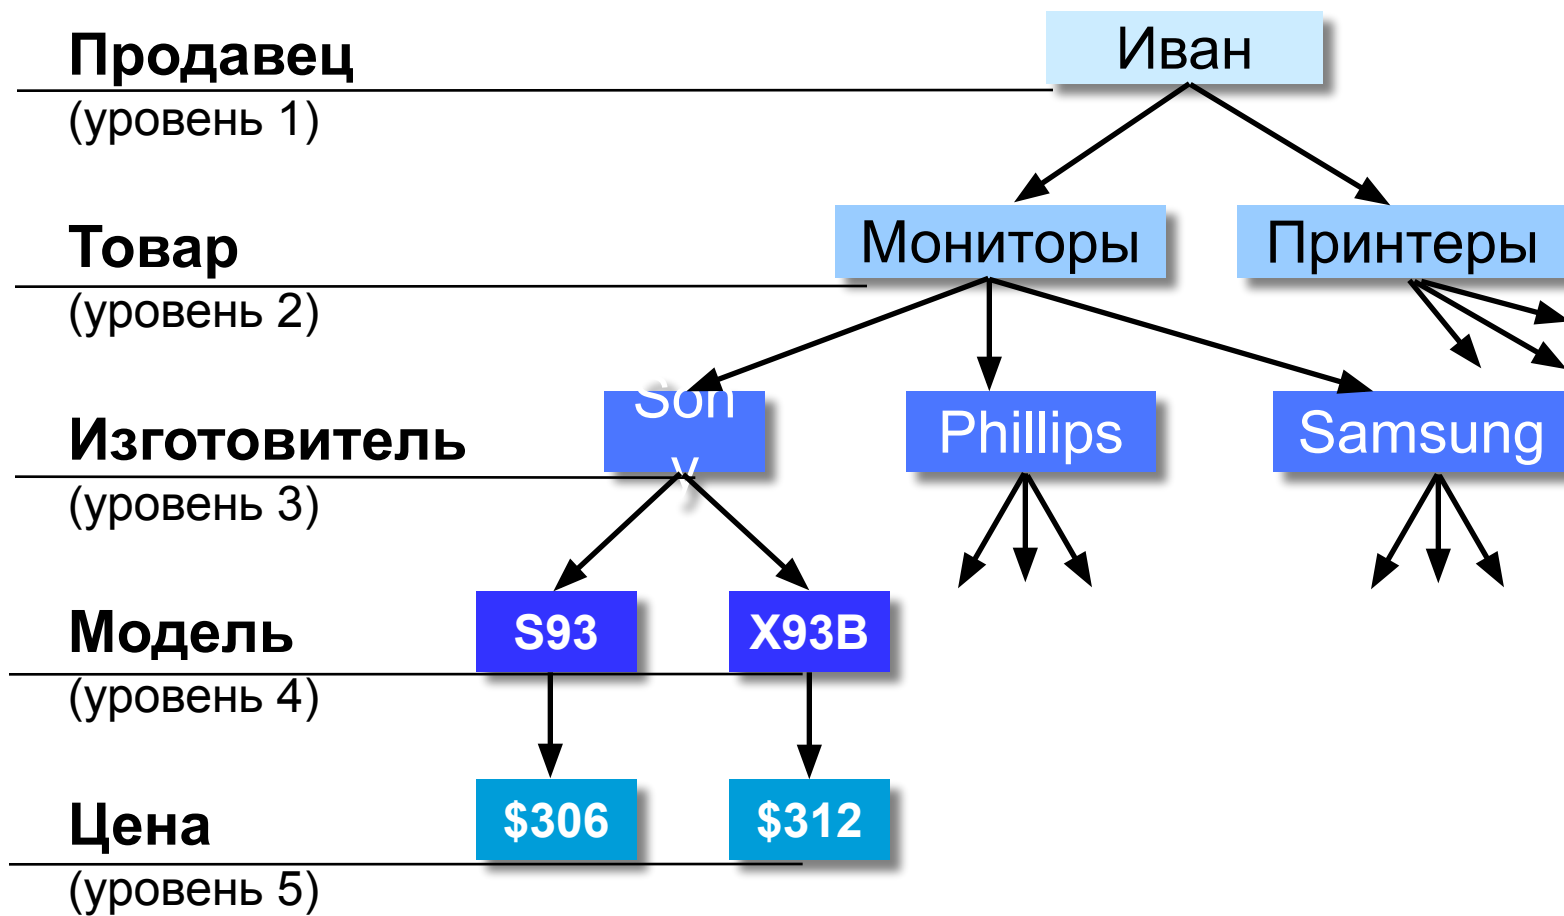 Продавец
(уровень 1)
Иван
Товар
(уровень 2)
Мониторы
Принтеры
Изготовитель
(уровень 3)
Son
y
Phillips
Samsung
Модель
(уровень 4)
S93
X93B
Цена
(уровень 5)
$306
$312